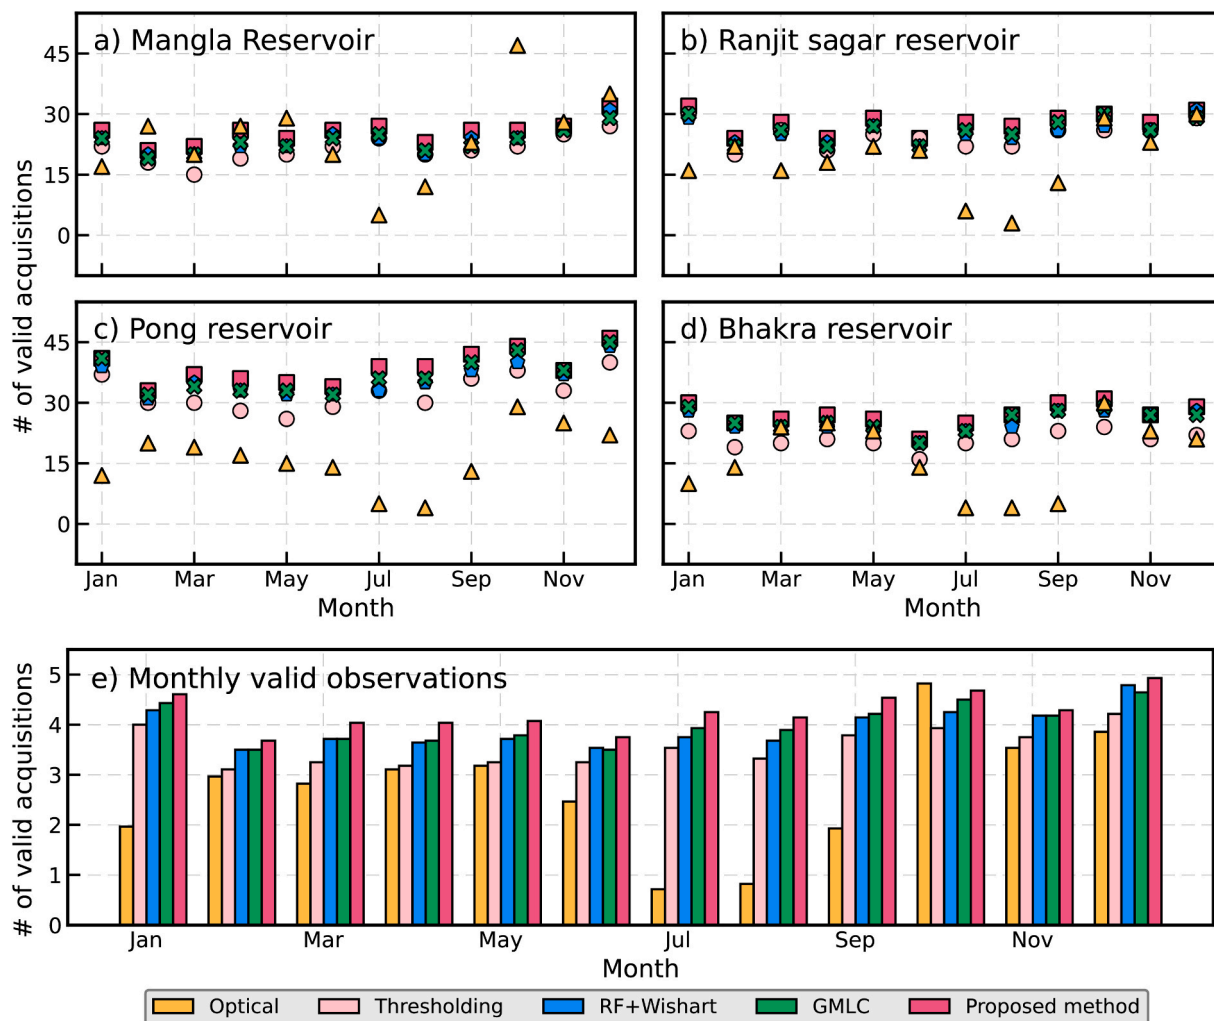 a) Mangla Reservoir
b) Ranjit sagar reservoir
45
30
15
0
# of valid acquisitions
c) Pong reservoir
d) Bhakra reservoir
45
30
15
0
Jan Mar May Jul Sep Nov
Jan Mar May Jul Sep Nov
Month
Month
e) Monthly valid observations
5
4
3
2
1
0
# of valid acquisitions
Jan Mar May Jul Sep Nov
Month
Optical Thresholding RF+Wishart GMLC Proposed method